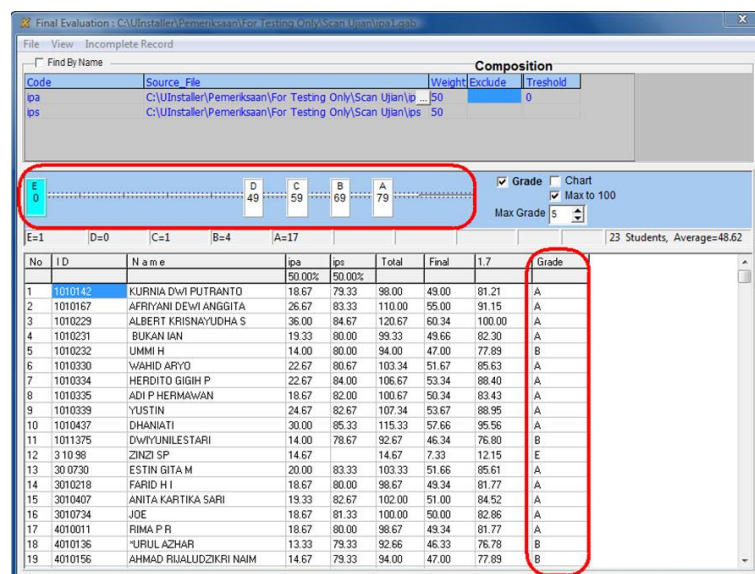 Final Evaluation : C:\UInstaller\Pemeriksaan\For Testing Only\Scan Ujian\ipa1.gab
File View Incomplete Record
Find By Name
Composition
Code Source_File Weight Exclude Treshold
ipa C:\UInstaller\Pemeriksaan\For Testing Only\Scan Ujian\ip ... 50 0
ips C:\UInstaller\Pemeriksaan\For Testing Only\Scan Ujian\ips 50
E D C B A
0 49 59 69 79
Grade Chart
Max to 100
Max Grade 5
E=1 D=0 C=1 B=4 A=17 23 Students, Average=48.62
No I D N a m e ipa ips Total Final 1.7 Grade
50.00% 50.00%
1 1010142 KURNIA DWI PUTRANTO 18.67 79.33 98.00 49.00 81.21 A
2 1010167 AFRIYANI DEWI ANGGITA 26.67 83.33 110.00 55.00 91.15 A
3 1010229 ALBERT KRISNAYUDHA S 36.00 84.67 120.67 60.34 100.00 A
4 1010231 BUKAN IAN 19.33 80.00 99.33 49.66 82.30 A
5 1010232 UMMI H 14.00 80.00 94.00 47.00 77.89 B
6 1010330 WAHID ARYO 22.67 80.67 103.34 51.67 85.63 A
7 1010334 HERDITO GIGIH P 22.67 84.00 106.67 53.34 88.40 A
8 1010335 ADI P HERMAWAN 18.67 82.00 100.67 50.34 83.43 A
9 1010339 YUSTIN 24.67 82.67 107.34 53.67 88.95 A
10 1010437 DHANIATI 30.00 85.33 115.33 57.66 95.56 A
11 1011375 DWIYUNILESTARI 14.00 78.67 92.67 46.34 76.80 B
12 3 10 98 ZINZI SP 14.67 14.67 7.33 12.15 E
13 30 0730 ESTIN GITA M 20.00 83.33 103.33 51.66 85.61 A
14 3010218 FARID H I 18.67 80.00 98.67 49.34 81.77 A
15 3010407 ANITA KARTIKA SARI 19.33 82.67 102.00 51.00 84.52 A
16 3010734 JOE 18.67 81.33 100.00 50.00 82.86 A
17 4010011 RIMA P R 18.67 80.00 98.67 49.34 81.77 A
18 4010136 *URUL AZHAR 13.33 79.33 92.66 46.33 76.78 B
19 4010156 AHMAD RIJALUDZIKRI NAIM 14.67 79.33 94.00 47.00 77.89 B